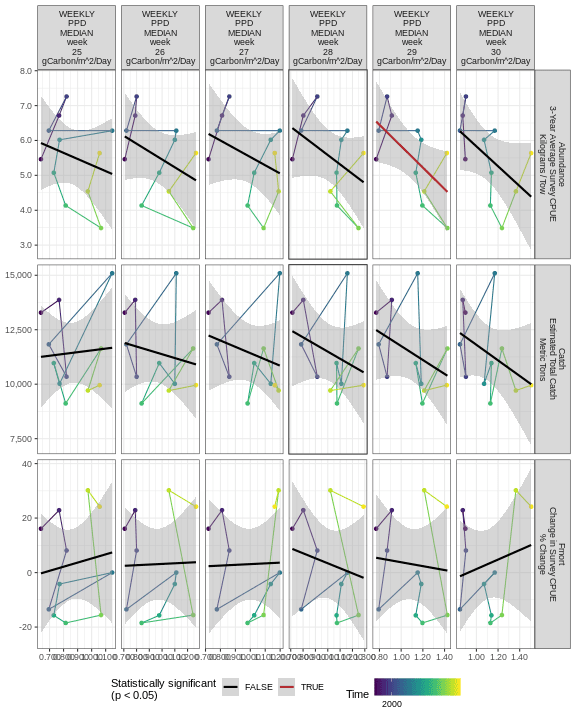 WEEKLY
PPD
MEDIAN
week
25
gCarbon/m^2/Day
WEEKLY
PPD
MEDIAN
week
26
gCarbon/m^2/Day
WEEKLY
PPD
MEDIAN
week
27
gCarbon/m^2/Day
WEEKLY
PPD
MEDIAN
week
28
gCarbon/m^2/Day
WEEKLY
PPD
MEDIAN
week
29
gCarbon/m^2/Day
WEEKLY
PPD
MEDIAN
week
30
gCarbon/m^2/Day
8.0
7.0
6.0
5.0
4.0
3.0
Abundance
3-Year Average Survey CPUE
Kilograms/Tow
15,000
12,500
10,000
7,500
Catch
Estimated Total Catch
Metric Tons
40
20
0
-20
Fmort
Change in Survey CPUE
% Change
1.00 1.20 1.40
1.00 1.20 1.40
Statistically significant
(p < 0.05)
FALSE
TRUE
Time
2000